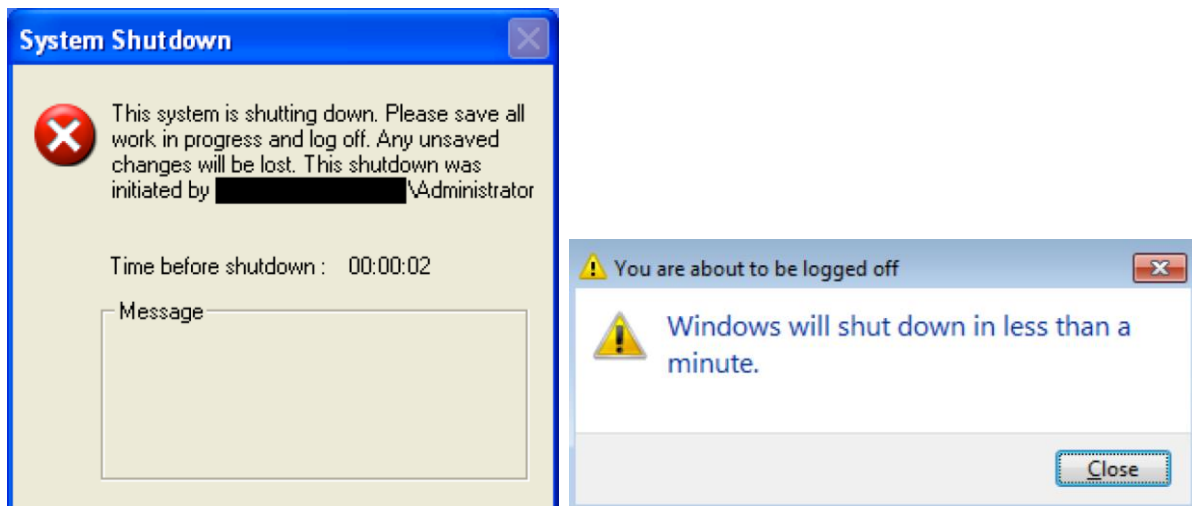 System Shutdown
This system is shutting down. Please save all
work in progress and log off. Any unsaved
changes will be lost. This shutdown was
initiated by \Administrator
Time before shutdown : 00:00:02
Message
You are about to be logged off
Windows will shut down in less than a
minute.
Close